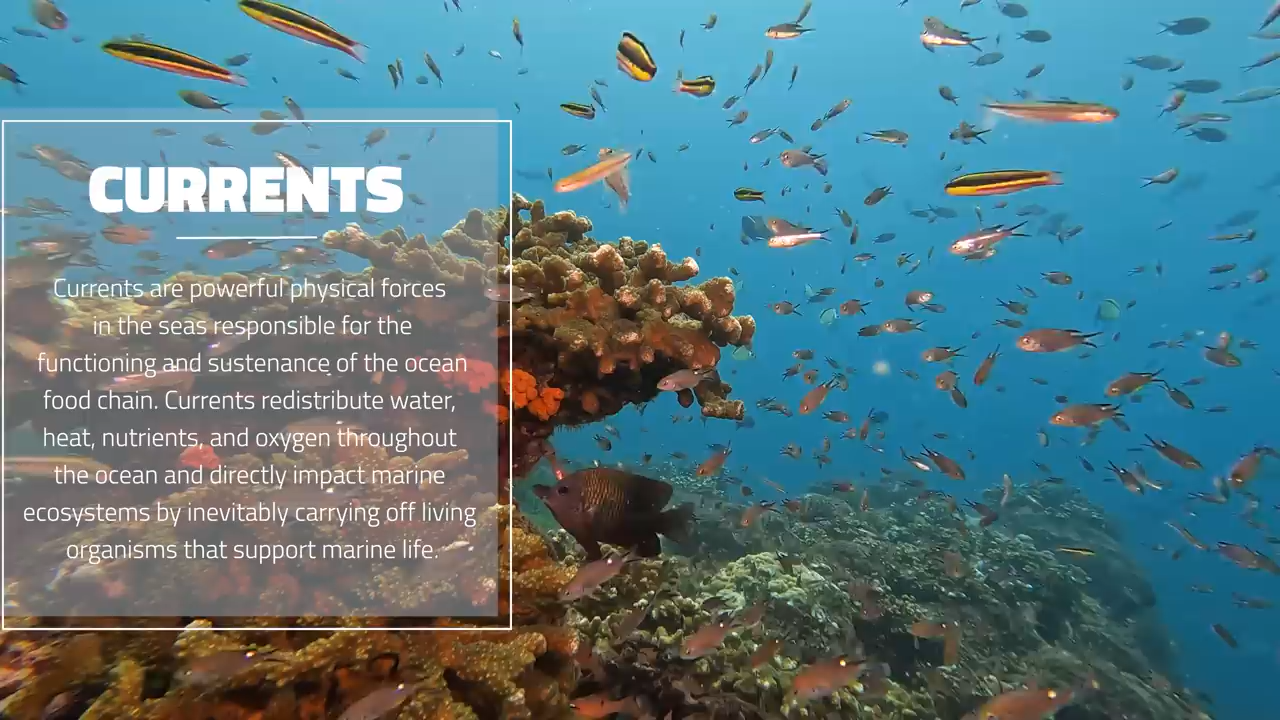 CURRENTS
Currents are powerful physical forces
in the seas responsible for the
functioning and sustenance of the ocean
food chain. Currents redistribute water,
heat, nutrients, and oxygen throughout
the ocean and directly impact marine
ecosystems by inevitably carrying off living
organisms that support marine life.